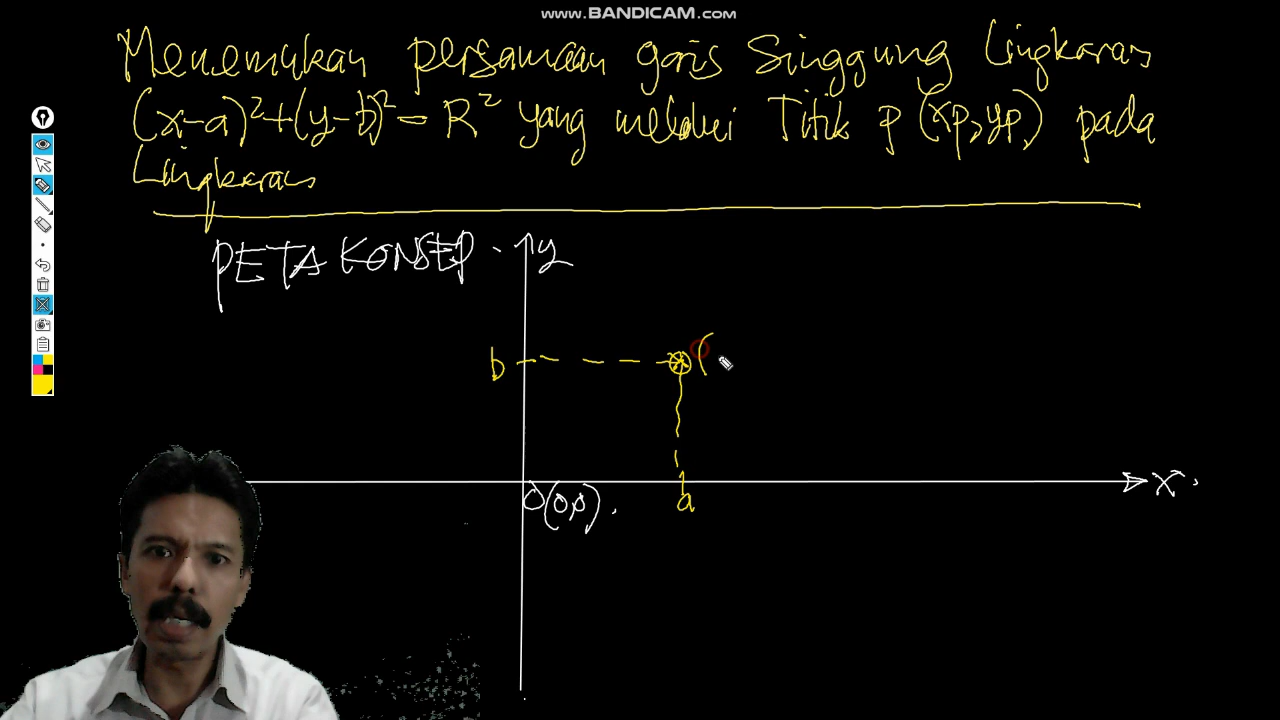 WWW.BANDICAM.COM
Menemukan persamaan garis Singgung Lingkaran
(x-a)²+(y-b)² = R² yang melalui Titik P (xp,yp) pada
Lingkaran
PETA KONSEP. y
b (
O(0,0). a x.